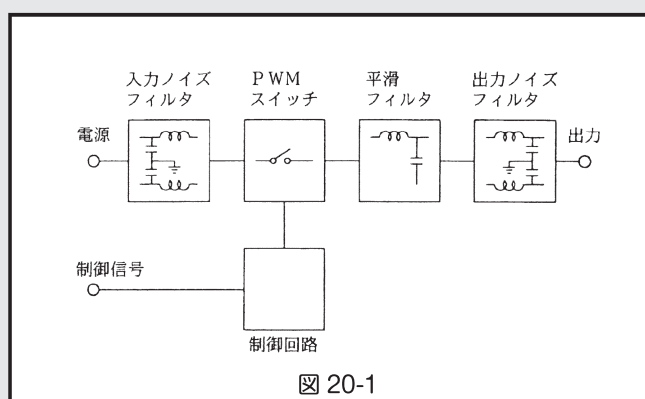 入力ノイズ
フィルタ
PWM
スイッチ
平滑
フィルタ
出力ノイズ
フィルタ
電源
出力
制御信号
制御回路
図 20-1